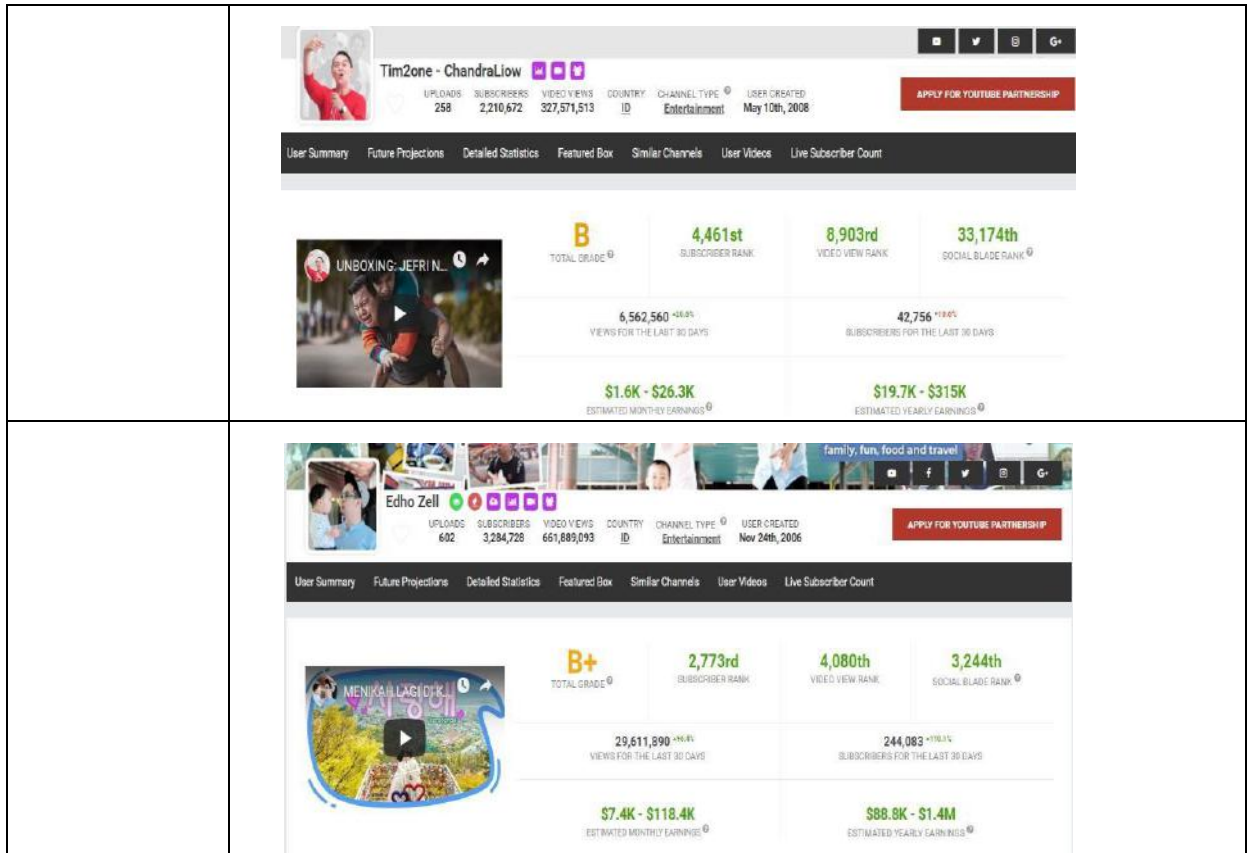 Tim2one - ChandraLiow
UPLOADS SUBSCRIBERS VIDEO VIEWS COUNTRY CHANNEL TYPE USER CREATED
258 2,210,672 327,571,513 ID Entertainment May 10th, 2008
G+
APPLY FOR YOUTUBE PARTNERSHIP
User Summary Future Projections Detailed Statistics Featured Box Similar Channels User Videos Live Subscriber Count
UNBOXING: JEFRI N...
B 4,461st 8,903rd 33,174th
TOTAL GRADE SUBSCRIBER RANK VIDEO VIEW RANK SOCIAL BLADE RANK
6,562,560 42,756
VIEWS FOR THE LAST 30 DAYS SUBSCRIBERS FOR THE LAST 30 DAYS
$1.6K - $26.3K $19.7K - $315K
ESTIMATED MONTHLY EARNINGS ESTIMATED YEARLY EARNINGS
family, fun, food and travel
f G+
Edho Zell
UPLOADS SUBSCRIBERS VIDEO VIEWS COUNTRY CHANNEL TYPE USER CREATED
602 3,284,728 661,889,093 ID Entertainment Nov 24th, 2006
APPLY FOR YOUTUBE PARTNERSHIP
User Summary Future Projections Detailed Statistics Featured Box Similar Channels User Videos Live Subscriber Count
MENIKAH LAGI DI K...
사랑해
B+ 2,773rd 4,080th 3,244th
TOTAL GRADE SUBSCRIBER RANK VIDEO VIEW RANK SOCIAL BLADE RANK
29,611,890 244,083
VIEWS FOR THE LAST 30 DAYS SUBSCRIBERS FOR THE LAST 30 DAYS
$7.4K - $118.4K $88.8K - $1.4M
ESTIMATED MONTHLY EARNINGS ESTIMATED YEARLY EARNINGS